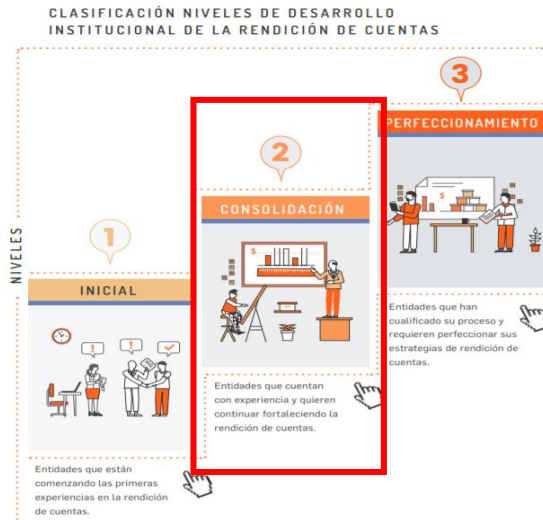 CLASIFICACIÓN NIVELES DE DESARROLLO
INSTITUCIONAL DE LA RENDICIÓN DE CUENTAS
NIVELES
1
INICIAL
Entidades que están
comenzando las primeras
experiencias en la rendición
de cuentas.
2
CONSOLIDACIÓN
$
Entidades que cuentan
con experiencia y quieren
continuar fortaleciendo la
rendición de cuentas.
3
PERFECCIONAMIENTO
$
Entidades que han
cualificado su proceso y
requieren perfeccionar sus
estrategias de rendición de
cuentas.